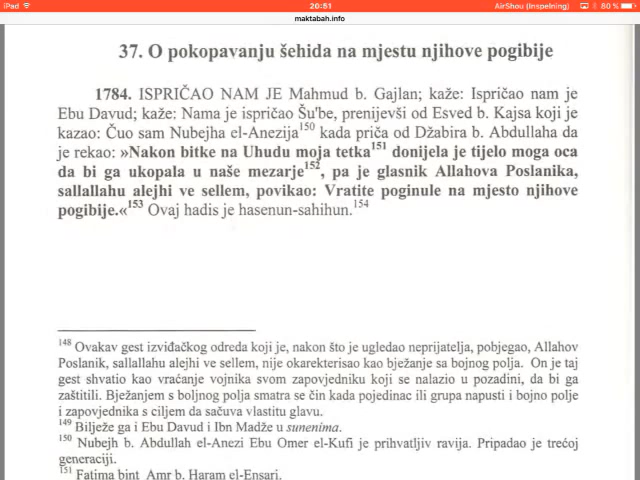 iPad 20:51 AirShou (Inspelning) 80 %
maktabah.info
37. O pokopavanju šehida na mjestu njihove pogibije
1784. ISPRIČAO NAM JE Mahmud b. Gajlan; kaže: Ispričao nam je
Ebu Davud; kaže: Nama je ispričao Šu'be, prenijevši od Esved b. Kajsa koji je
kazao: Čuo sam Nubejha el-Anezija150 kada priča od Džabira b. Abdullaha da
je rekao: »Nakon bitke na Uhudu moja tetka151 donijela je tijelo moga oca
da bi ga ukopala u naše mezarje152, pa je glasnik Allahova Poslanika,
sallallahu alejhi ve sellem, povikao: Vratite poginule na mjesto njihove
pogibije.«153 Ovaj hadis je hasenun-sahihun.154
148 Ovakav gest izviđačkog odreda koji je, nakon što je ugledao neprijatelja, pobjegao, Allahov
Poslanik, sallallahu alejhi ve sellem, nije okarekterisao kao bježanje sa bojnog polja. On je taj
gest shvatio kao vraćanje vojnika svom zapovjedniku koji se nalazio u pozadini, da bi ga
zaštitili. Bježanjem s boljnog polja smatra se čin kada pojedinac ili grupa napusti i bojno polje
i zapovjednika s ciljem da sačuva vlastitu glavu.
149 Bilježe ga i Ebu Davud i Ibn Madže u sunenima.
150 Nubejh b. Abdullah el-Anezi Ebu Omer el-Kufi je prihvatljiv ravija. Pripadao je trećoj
generaciji.
151 Fatima bint Amr b. Haram el-Ensari.